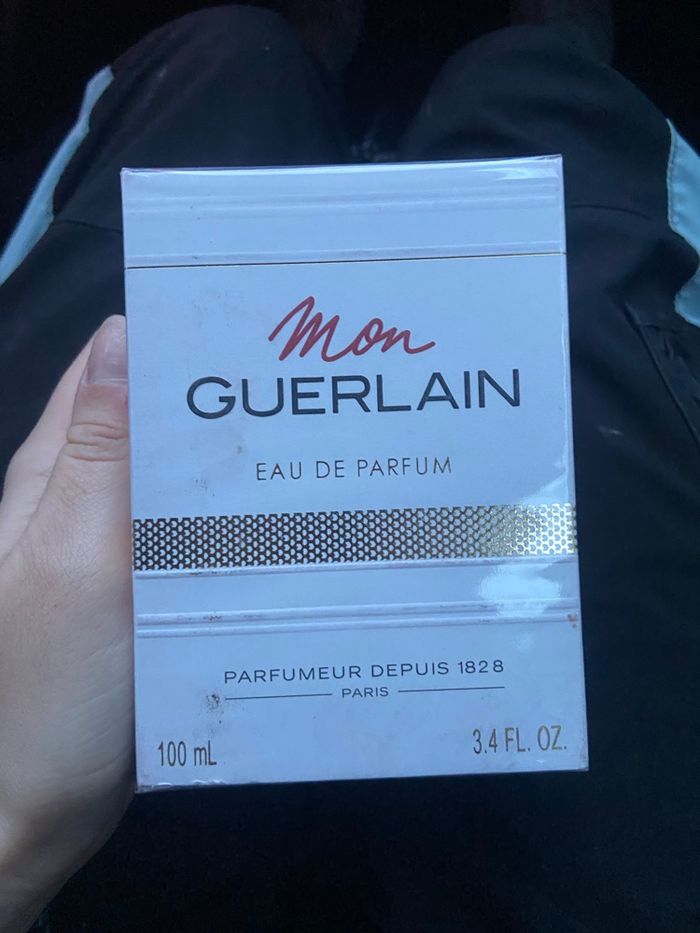 Mon
GUERLAIN
EAU DE PARFUM
PARFUMEUR DEPUIS 1828
PARIS
100 mL
3.4 FL. OZ.